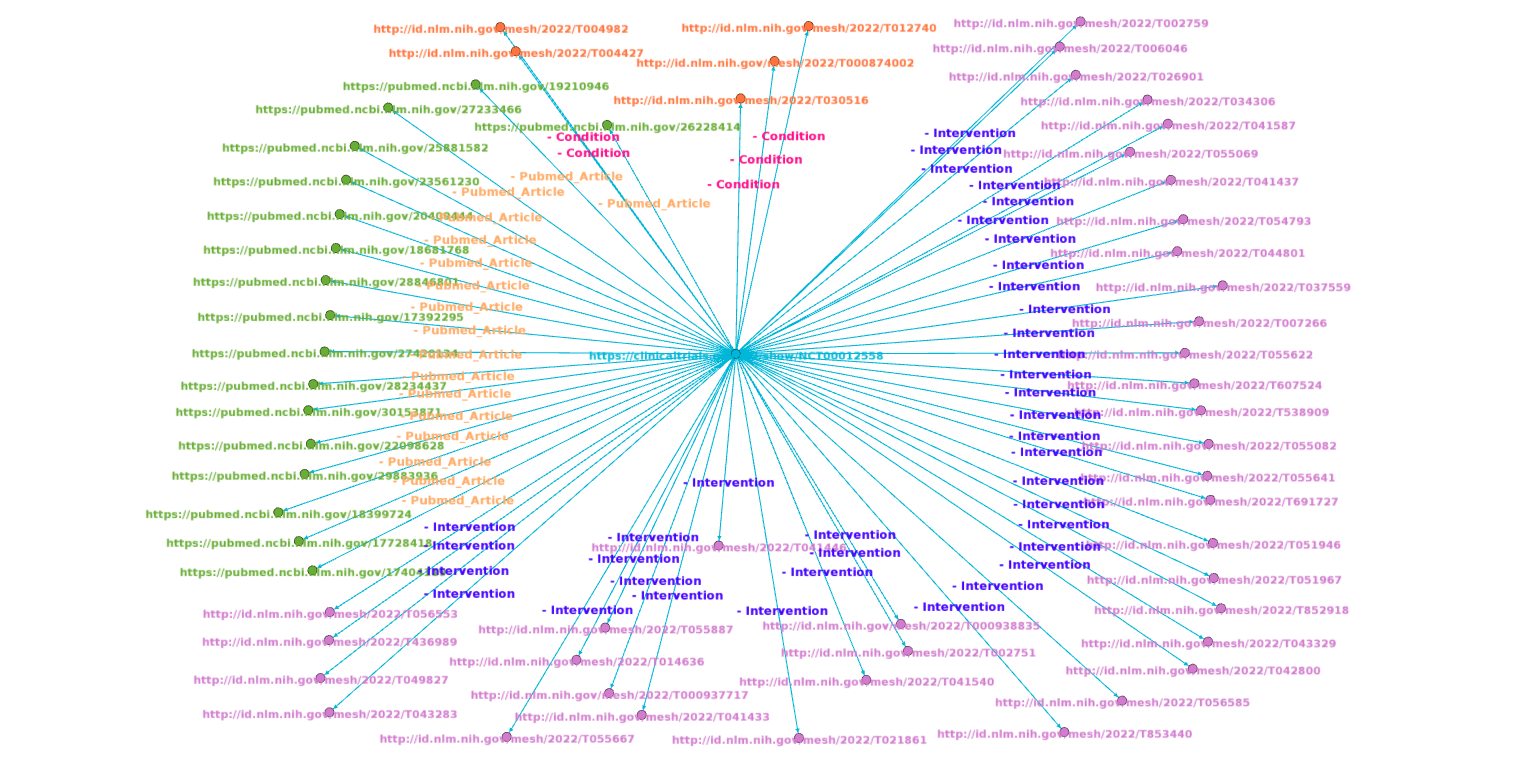 http://id.nlm.nih.gov/mesh/2022/T004982
http://id.nlm.nih.gov/mesh/2022/T012740
http://id.nlm.nih.gov/mesh/2022/T002759
http://id.nlm.nih.gov/mesh/2022/T004427
http://id.nlm.nih.gov/mesh/2022/T006046
http://id.nlm.nih.gov/mesh/2022/T000874002
http://id.nlm.nih.gov/mesh/2022/T026901
https://pubmed.ncbi.nlm.nih.gov/19210946
http://id.nlm.nih.gov/mesh/2022/T030516
http://id.nlm.nih.gov/mesh/2022/T034306
https://pubmed.ncbi.nlm.nih.gov/27233466
https://pubmed.ncbi.nlm.nih.gov/26228414
http://id.nlm.nih.gov/mesh/2022/T041587
- Condition
- Condition
- Intervention
https://pubmed.ncbi.nlm.nih.gov/25881582
- Condition
- Condition
- Intervention
http://id.nlm.nih.gov/mesh/2022/T055069
- Intervention
- Pubmed_Article
https://pubmed.ncbi.nlm.nih.gov/23561230
- Condition
- Intervention
http://id.nlm.nih.gov/mesh/2022/T041437
- Pubmed_Article
- Pubmed_Article
- Intervention
https://pubmed.ncbi.nlm.nih.gov/20409444
- Pubmed_Article
- Intervention
http://id.nlm.nih.gov/mesh/2022/T054793
- Pubmed_Article
- Intervention
https://pubmed.ncbi.nlm.nih.gov/18681768
http://id.nlm.nih.gov/mesh/2022/T044801
- Pubmed_Article
- Intervention
https://pubmed.ncbi.nlm.nih.gov/28846801
- Pubmed_Article
- Intervention
http://id.nlm.nih.gov/mesh/2022/T037559
- Pubmed_Article
- Intervention
https://pubmed.ncbi.nlm.nih.gov/17392295
http://id.nlm.nih.gov/mesh/2022/T007266
- Pubmed_Article
- Intervention
- Pubmed_Article
https://clinicaltrials.gov/ct2/show/NCT00012558
- Intervention
http://id.nlm.nih.gov/mesh/2022/T055622
- Pubmed_Article
- Intervention
https://pubmed.ncbi.nlm.nih.gov/28234437
http://id.nlm.nih.gov/mesh/2022/T607524
- Pubmed_Article
- Intervention
https://pubmed.ncbi.nlm.nih.gov/30153871
- Pubmed_Article
- Intervention
http://id.nlm.nih.gov/mesh/2022/T538909
- Pubmed_Article
- Intervention
https://pubmed.ncbi.nlm.nih.gov/22098628
http://id.nlm.nih.gov/mesh/2022/T055082
- Intervention
- Pubmed_Article
https://pubmed.ncbi.nlm.nih.gov/29883936
- Pubmed_Article
- Intervention
- Intervention
http://id.nlm.nih.gov/mesh/2022/T055641
- Pubmed_Article
- Intervention
http://id.nlm.nih.gov/mesh/2022/T691727
https://pubmed.ncbi.nlm.nih.gov/18399724
- Intervention
- Intervention
- Intervention
- Intervention
https://pubmed.ncbi.nlm.nih.gov/17728418
- Intervention
http://id.nlm.nih.gov/mesh/2022/T041446
- Intervention
- Intervention
http://id.nlm.nih.gov/mesh/2022/T051946
- Intervention
- Intervention
- Intervention
- Intervention
- Intervention
http://id.nlm.nih.gov/mesh/2022/T051967
- Intervention
- Intervention
- Intervention
- Intervention
- Intervention
- Intervention
http://id.nlm.nih.gov/mesh/2022/T852918
http://id.nlm.nih.gov/mesh/2022/T056553
http://id.nlm.nih.gov/mesh/2022/T055887
http://id.nlm.nih.gov/mesh/2022/T000938835
http://id.nlm.nih.gov/mesh/2022/T436989
http://id.nlm.nih.gov/mesh/2022/T043329
http://id.nlm.nih.gov/mesh/2022/T014636
http://id.nlm.nih.gov/mesh/2022/T002751
http://id.nlm.nih.gov/mesh/2022/T042800
http://id.nlm.nih.gov/mesh/2022/T049827
http://id.nlm.nih.gov/mesh/2022/T041540
http://id.nlm.nih.gov/mesh/2022/T000937717
http://id.nlm.nih.gov/mesh/2022/T056585
http://id.nlm.nih.gov/mesh/2022/T043283
http://id.nlm.nih.gov/mesh/2022/T041433
http://id.nlm.nih.gov/mesh/2022/T055667
http://id.nlm.nih.gov/mesh/2022/T021861
http://id.nlm.nih.gov/mesh/2022/T853440